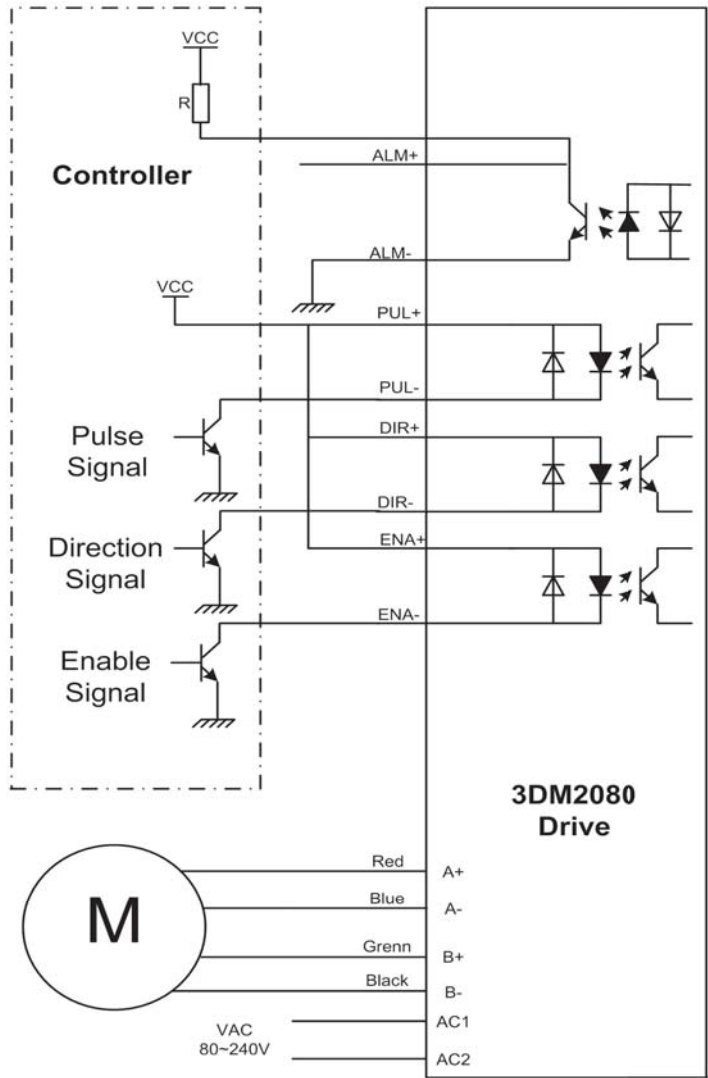 VCC
R
ALM+
Controller
ALM-
VCC
PUL+
PUL-
Pulse
Signal
DIR+
DIR-
Direction
Signal
ENA+
ENA-
Enable
Signal
3DM2080
Drive
M
Red
A+
Blue
A-
Grenn
B+
Black
B-
VAC
80~240V
AC1
AC2